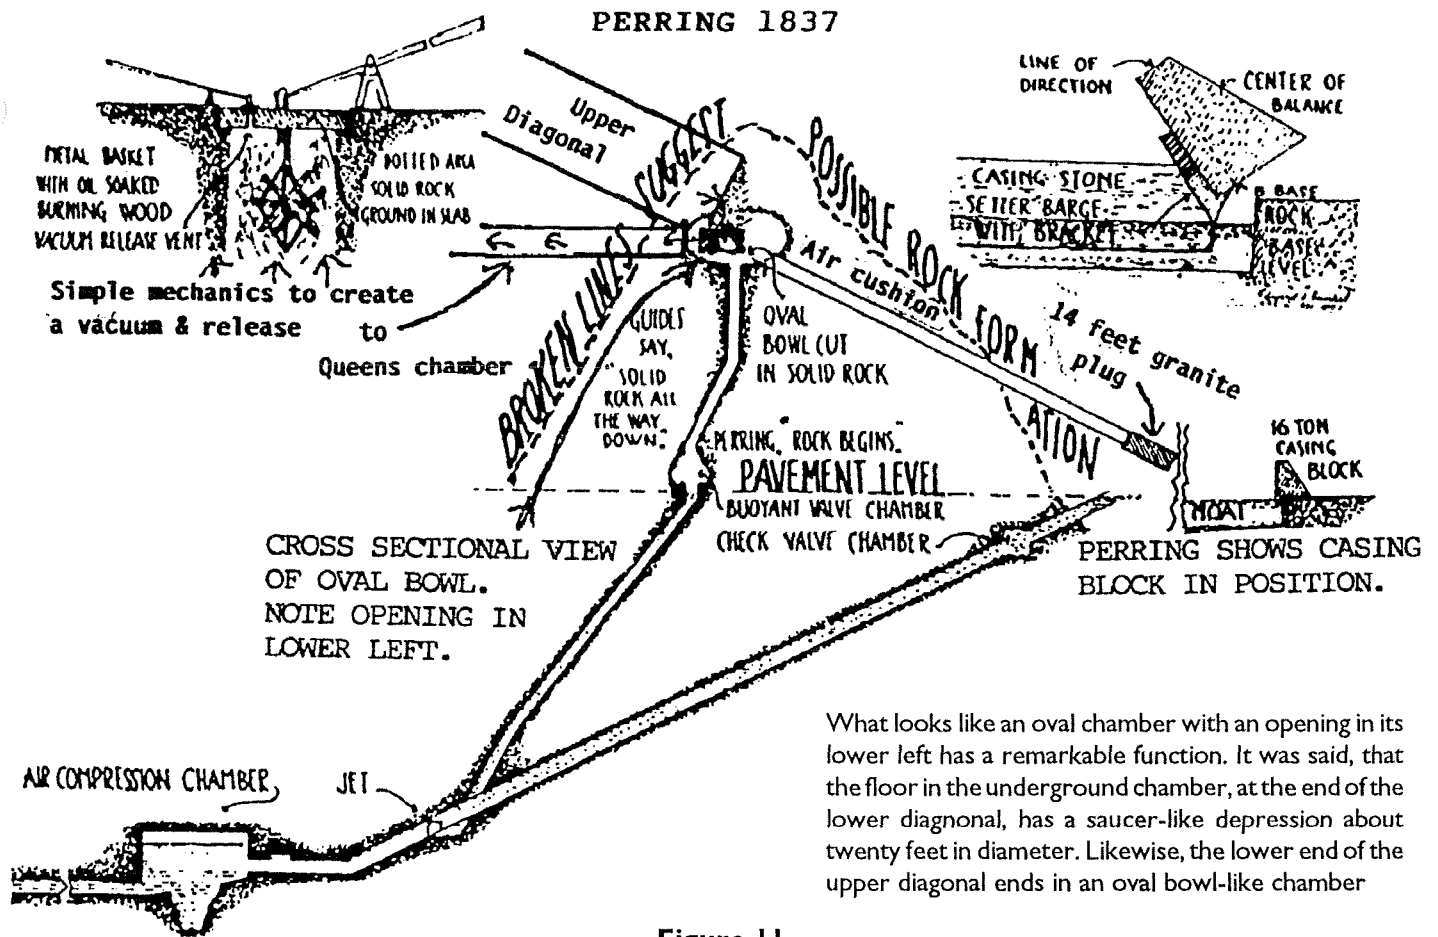 PERRING 1837
LINE OF
DIRECTION
CENTER OF
BALANCE
Upper
Diagonal
METAL BASKET
WITH OIL SOAKED
BURNING WOOD
VACUUM RELEASE VENT
DOTTED AREA
SOLID ROCK
GROUND IN SLAB
Simple mechanics to create
a vacuum & release
to
Queens chamber
BROKEN LINES SUGGEST POSSIBLE ROCK FORMATION
CASING STONE
SETTER BARGE
WITH BRACKET
B BASE
ROCK
BASE
LEVEL
Air cushion
14 feet granite
plug
GUIDES
SAY,
"SOLID
ROCK ALL
THE WAY
DOWN."
OVAL
BOWL CUT
IN SOLID ROCK
PERRING, "ROCK BEGINS."
PAVEMENT LEVEL
BUOYANT VALVE CHAMBER
CHECK VALVE CHAMBER
16 TON
CASING
BLOCK
MOAT
CROSS SECTIONAL VIEW
OF OVAL BOWL.
NOTE OPENING IN
LOWER LEFT.
PERRING SHOWS CASING
BLOCK IN POSITION.
AIR COMPRESSION CHAMBER
JET
What looks like an oval chamber with an opening in its
lower left has a remarkable function. It was said, that
the floor in the underground chamber, at the end of the
lower diagnonal, has a saucer-like depression about
twenty feet in diameter. Likewise, the lower end of the
upper diagonal ends in an oval bowl-like chamber
Figure 11